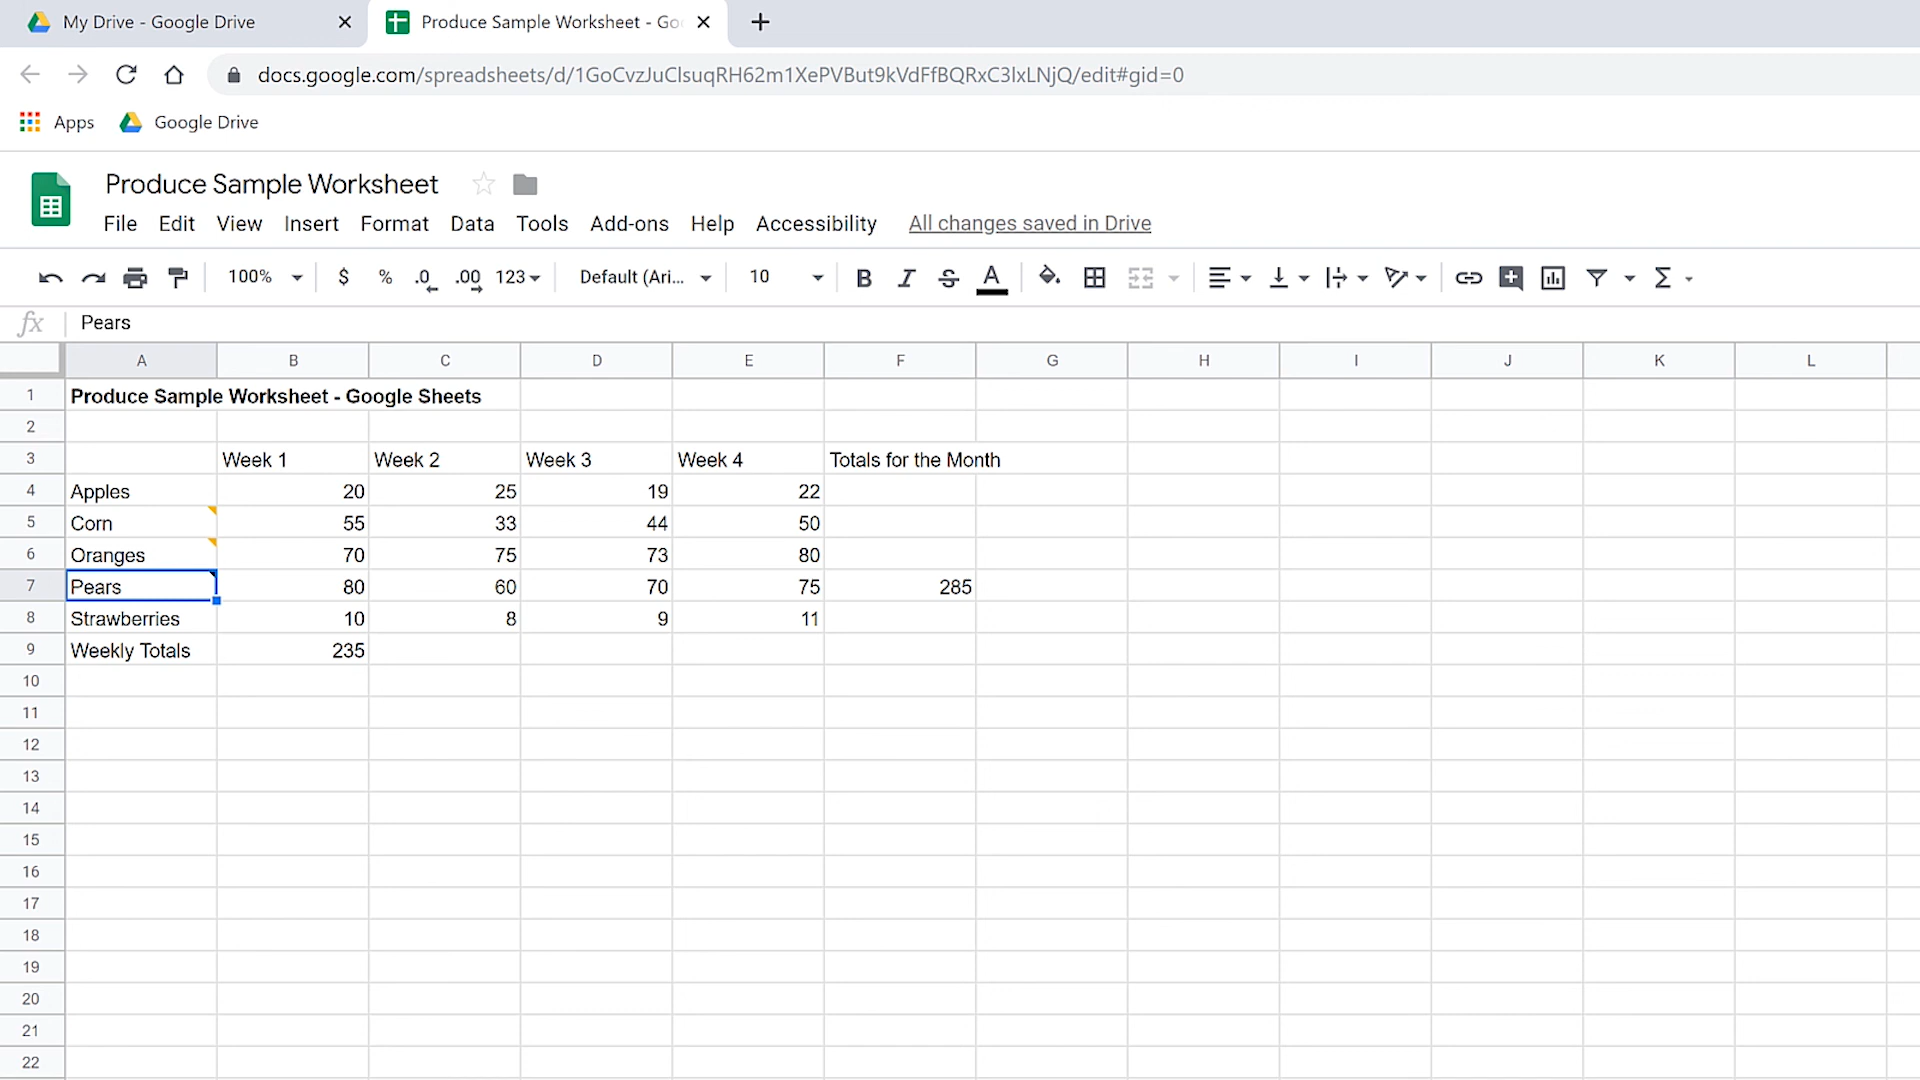 My Drive - Google Drive
Produce Sample Worksheet - Go
docs.google.com/spreadsheets/d/1GoCvzJuClsuqRH62m1XePVBut9kVdFfBQRxC3lxLNjQ/edit#gid=0
Apps Google Drive
Produce Sample Worksheet
File Edit View Insert Format Data Tools Add-ons Help Accessibility All changes saved in Drive
100% $ % .0 .00 123 Default (Ari... 10 B I S A Σ
fx Pears
A B C D E F G H I J K L
1 Produce Sample Worksheet - Google Sheets
2
3 Week 1 Week 2 Week 3 Week 4 Totals for the Month
4 Apples 20 25 19 22
5 Corn 55 33 44 50
6 Oranges 70 75 73 80
7 Pears 80 60 70 75 285
8 Strawberries 10 8 9 11
9 Weekly Totals 235
10
11
12
13
14
15
16
17
18
19
20
21
22